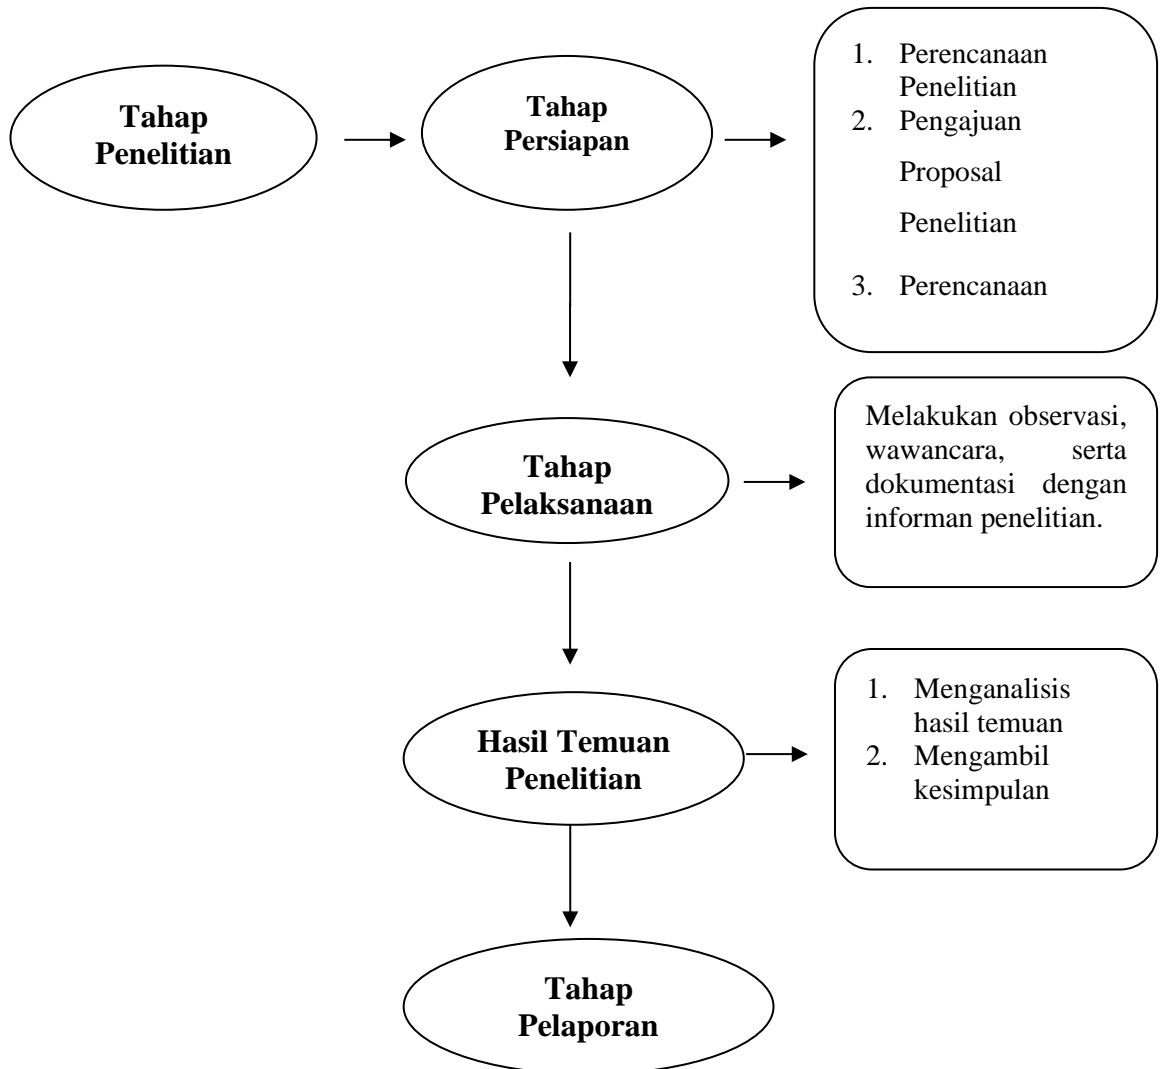 Tahap
Penelitian
Tahap
Persiapan
1. Perencanaan
Penelitian
2. Pengajuan
Proposal
Penelitian
3. Perencanaan
Tahap
Pelaksanaan
Melakukan observasi,
wawancara, serta
dokumentasi dengan
informan penelitian.
Hasil Temuan
Penelitian
1. Menganalisis
hasil temuan
2. Mengambil
kesimpulan
Tahap
Pelaporan